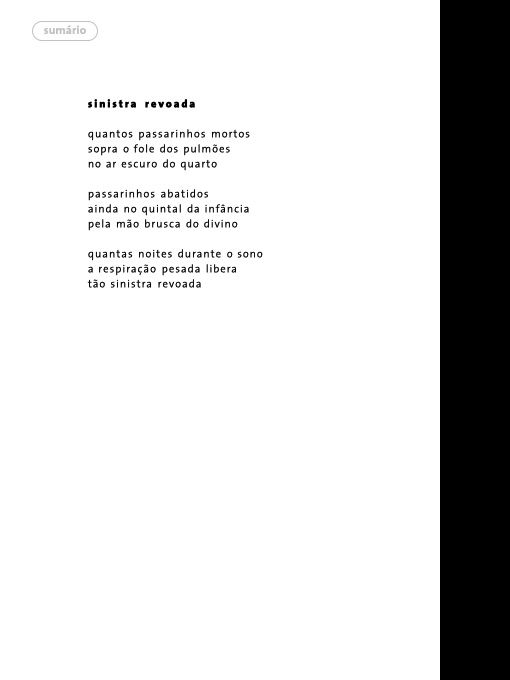 sumário
sinistra revoada
quantos passarinhos mortos
sopra o fole dos pulmões
no ar escuro do quarto
passarinhos abatidos
ainda no quintal da infância
pela mão brusca do divino
quantas noites durante o sono
a respiração pesada libera
tão sinistra revoada